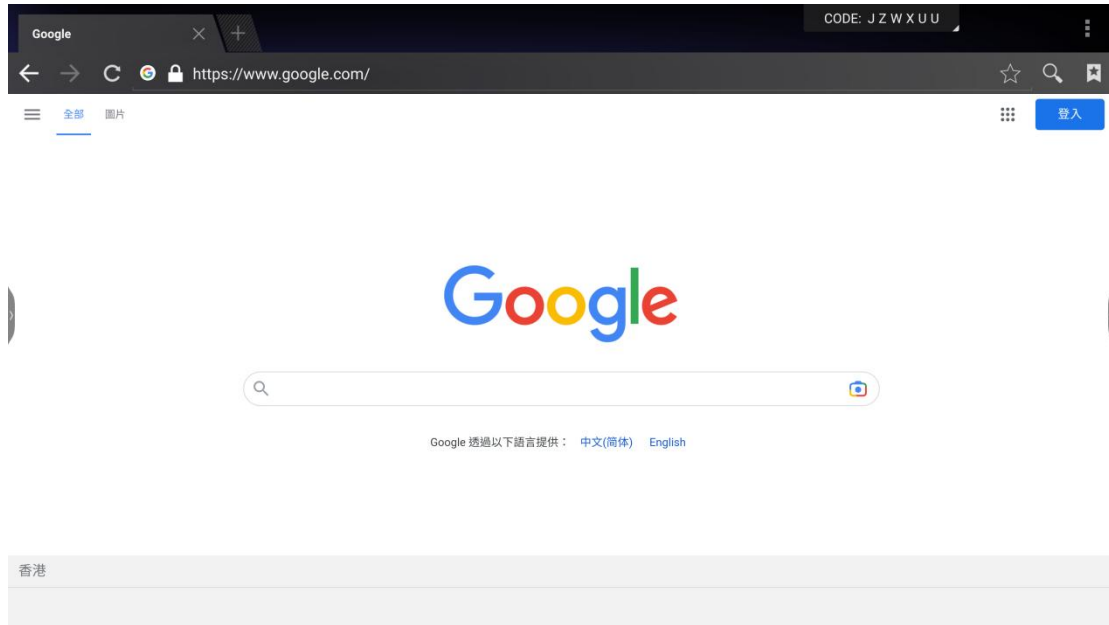 Google
CODE: J Z W X U U
https://www.google.com/
全部 圖片
登入
Google
Google 透過以下語言提供： 中文(简体) English
香港